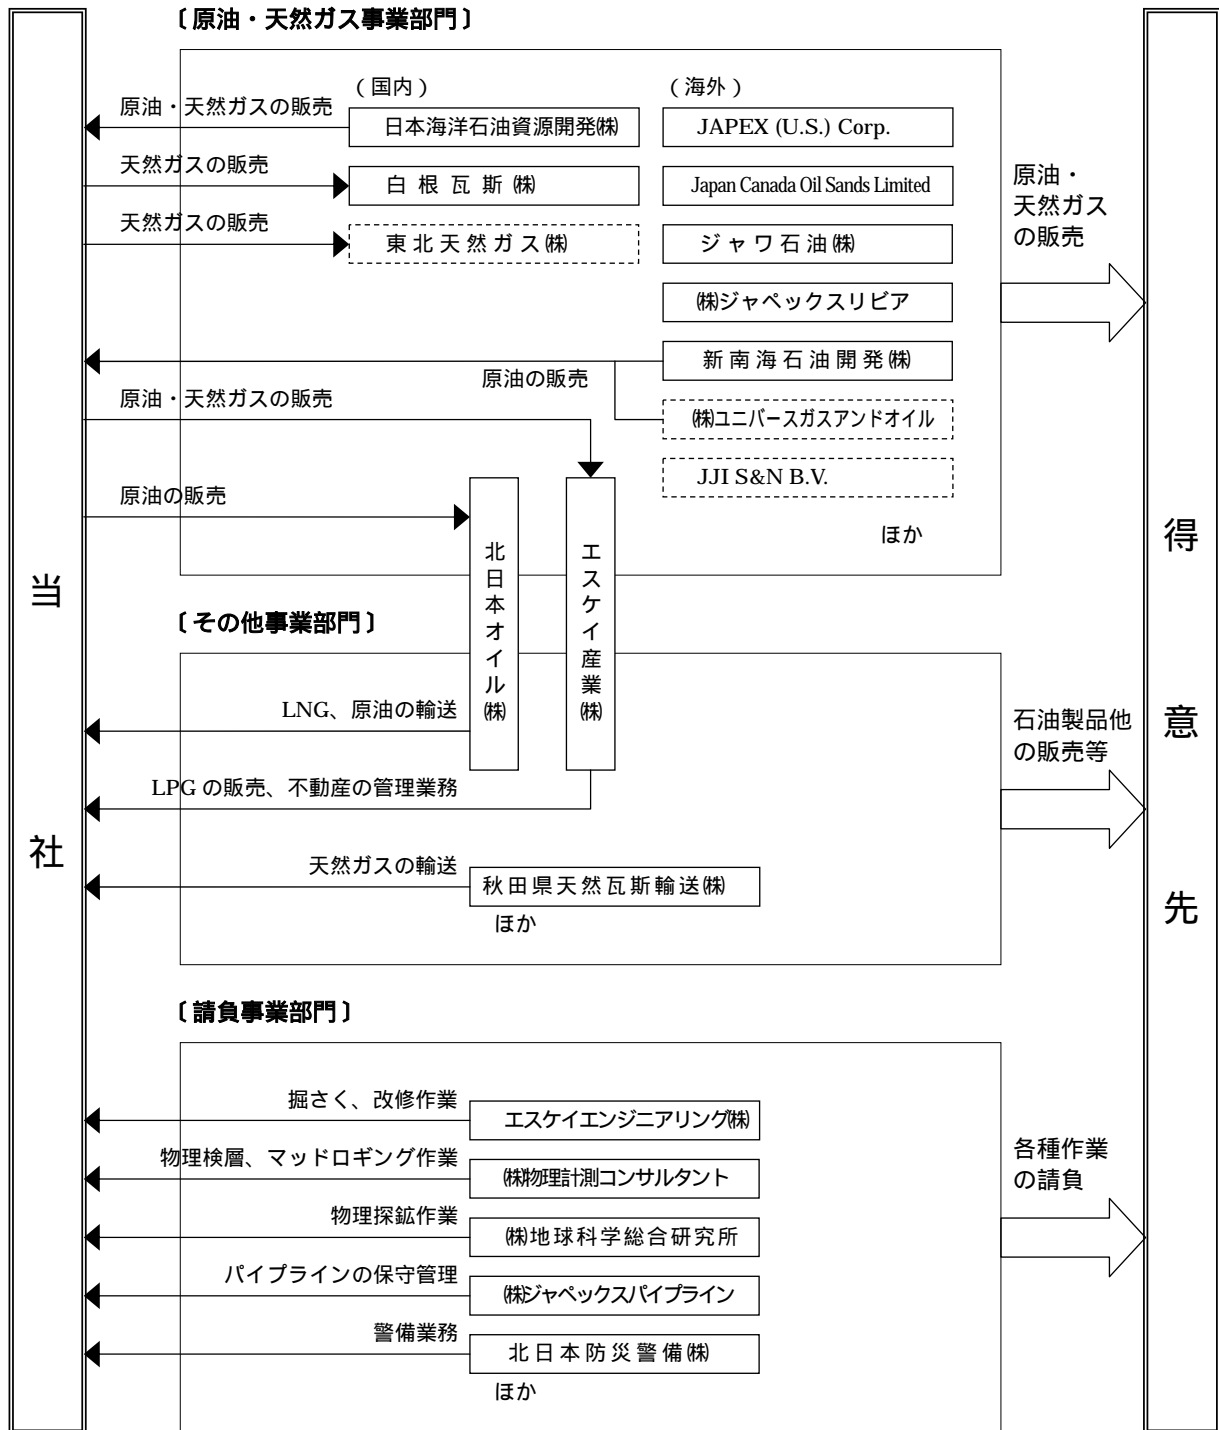 〔原油・天然ガス事業部門〕
（国内）
（海外）
原油・天然ガスの販売
日本海洋石油資源開発㈱
JAPEX (U.S.) Corp.
天然ガスの販売
白根瓦斯㈱
Japan Canada Oil Sands Limited
天然ガスの販売
東北天然ガス㈱
ジャワ石油㈱
㈱ジャペックスリビア
新南海石油開発㈱
原油の販売
原油・天然ガスの販売
㈱ユニバースガスアンドオイル
JJI S&N B.V.
原油の販売
ほか
北日本オイル㈱
エスケイ産業㈱
原油・
天然ガス
の販売
当社
得意先
〔その他事業部門〕
LNG、原油の輸送
LPG の販売、不動産の管理業務
天然ガスの輸送
秋田県天然瓦斯輸送㈱
ほか
石油製品他
の販売等
〔請負事業部門〕
掘さく、改修作業
エスケイエンジニアリング㈱
物理検層、マッドロギング作業
㈱物理計測コンサルタント
物理探鉱作業
㈱地球科学総合研究所
パイプラインの保守管理
㈱ジャペックスパイプライン
警備業務
北日本防災警備㈱
ほか
各種作業
の請負